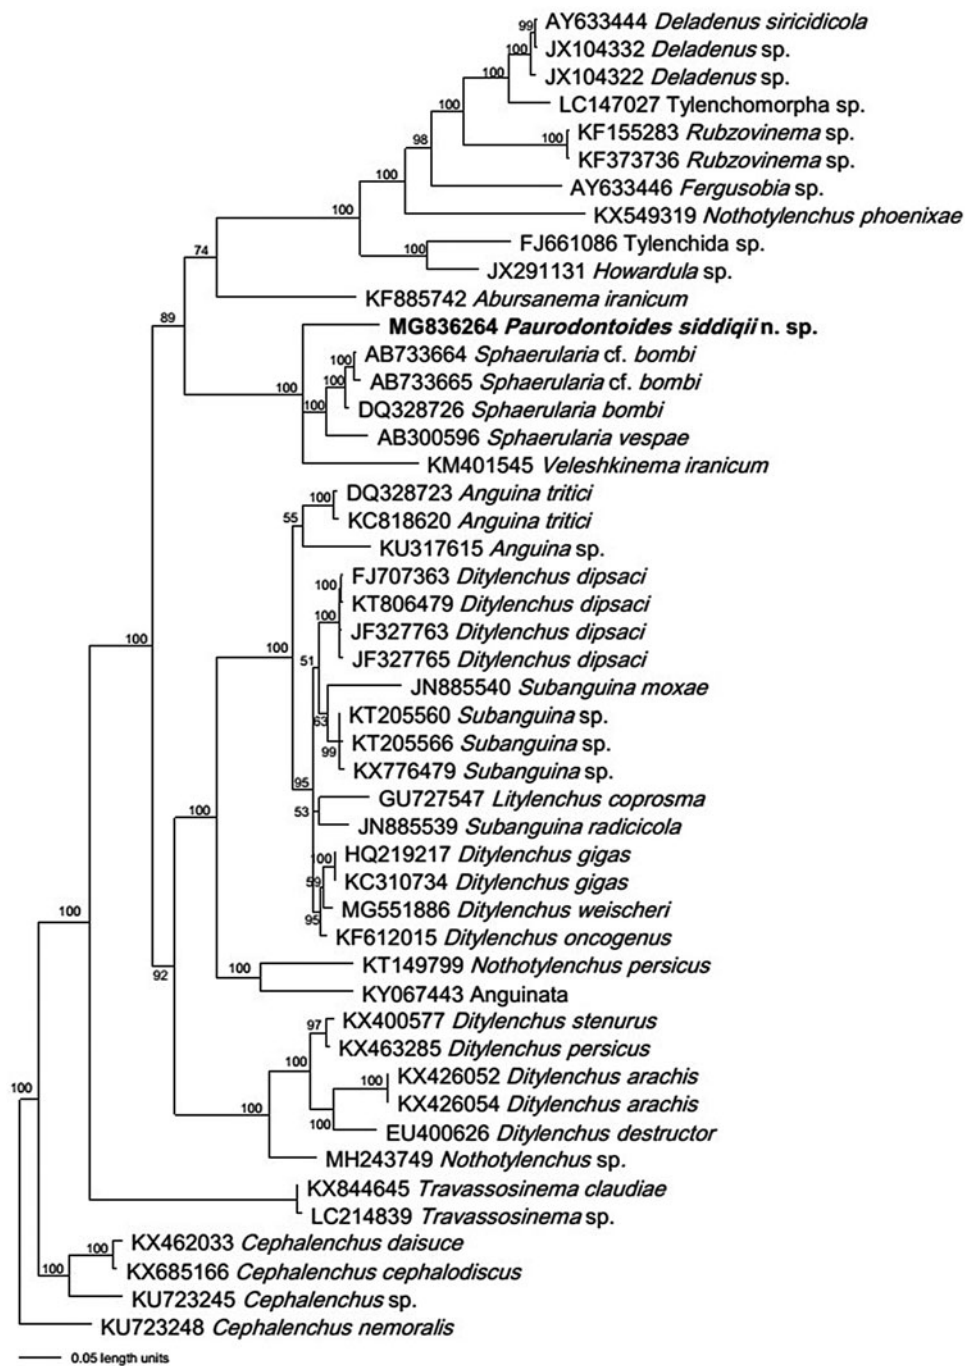 AY633444 Deladenus siricidicola
99
JX104332 Deladenus sp.
100
JX104322 Deladenus sp.
100
LC147027 Tylenchomorpha sp.
100
KF155283 Rubzovinema sp.
100
KF373736 Rubzovinema sp.
98
AY633446 Fergusobia sp.
100
KX549319 Nothotylenchus phoenixae
100
FJ661086 Tylenchida sp.
100
JX291131 Howardula sp.
74
KF885742 Abursanema iranicum
89
MG836264 Paurodontoides siddiqii n. sp.
AB733664 Sphaerularia cf. bombi
100
AB733665 Sphaerularia cf. bombi
100
100
DQ328726 Sphaerularia bombi
100
AB300596 Sphaerularia vespae
KM401545 Veleshkinema iranicum
DQ328723 Anguina tritici
100
KC818620 Anguina tritici
55
KU317615 Anguina sp.
FJ707363 Ditylenchus dipsaci
100
KT806479 Ditylenchus dipsaci
100
JF327763 Ditylenchus dipsaci
100
100
JF327765 Ditylenchus dipsaci
51
JN885540 Subanguina moxae
KT205560 Subanguina sp.
63
KT205566 Subanguina sp.
99
KX776479 Subanguina sp.
95
GU727547 Litylenchus coprosma
100
53
JN885539 Subanguina radicicola
HQ219217 Ditylenchus gigas
100
KC310734 Ditylenchus gigas
59
MG551886 Ditylenchus weischeri
95
KF612015 Ditylenchus oncogenus
100
KT149799 Nothotylenchus persicus
92
100
KY067443 Anguinata
KX400577 Ditylenchus stenurus
97
KX463285 Ditylenchus persicus
100
KX426052 Ditylenchus arachis
100
100
KX426054 Ditylenchus arachis
100
100
EU400626 Ditylenchus destructor
MH243749 Nothotylenchus sp.
KX844645 Travassosinema claudiae
LC214839 Travassosinema sp.
KX462033 Cephalenchus daisuce
100
KX685166 Cephalenchus cephalodiscus
100
KU723245 Cephalenchus sp.
KU723248 Cephalenchus nemoralis
0.05 length units